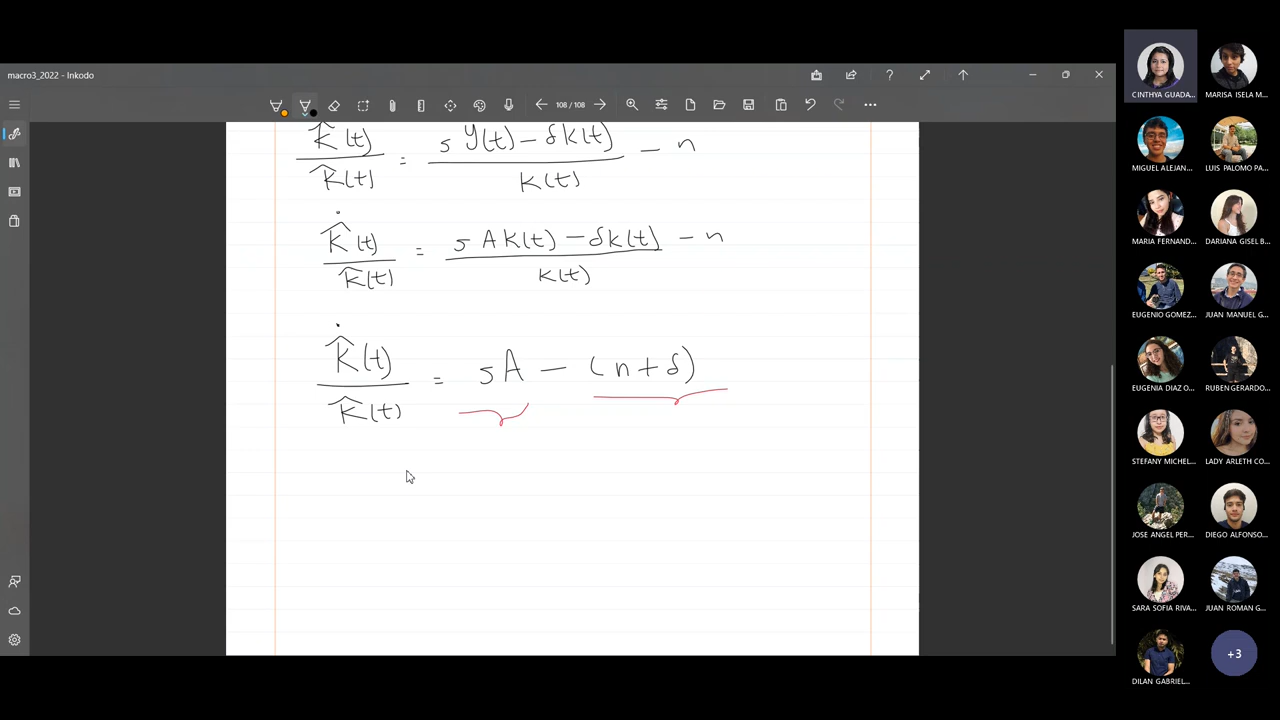 macro3_2022 - Inkodo
108 / 108
k̂(t) / k̂(t) = s Y(t) − δK(t) / K(t) − n
k̂̇(t) / k̂(t) = s A K(t) − δK(t) / K(t) − n
k̂̇(t) / k̂(t) = sA − (n + δ)
CINTHYA GUADA...
MARISA ISELA M...
MIGUEL ALEJAN...
LUIS PALOMO PA...
MARIA FERNAND...
DARIANA GISEL B...
EUGENIO GOMEZ...
JUAN MANUEL G...
EUGENIA DIAZ O...
RUBEN GERARDO...
STEFANY MICHEL...
LADY ARLETH CO...
JOSE ANGEL PER...
DIEGO ALFONSO...
SARA SOFIA RIVA...
JUAN ROMAN G...
DILAN GABRIEL...
+3